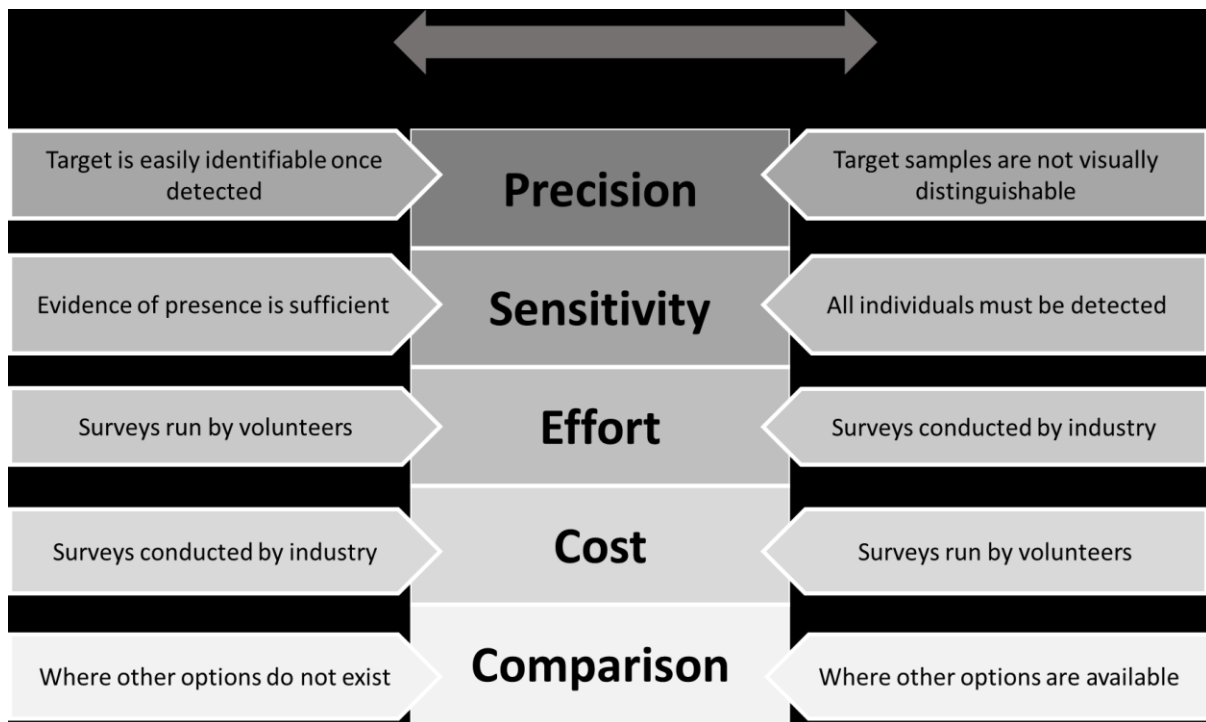 Target is easily identifiable once
detected
Precision
Target samples are not visually
distinguishable
Evidence of presence is sufficient
Sensitivity
All individuals must be detected
Surveys run by volunteers
Effort
Surveys conducted by industry
Surveys conducted by industry
Cost
Surveys run by volunteers
Where other options do not exist
Comparison
Where other options are available